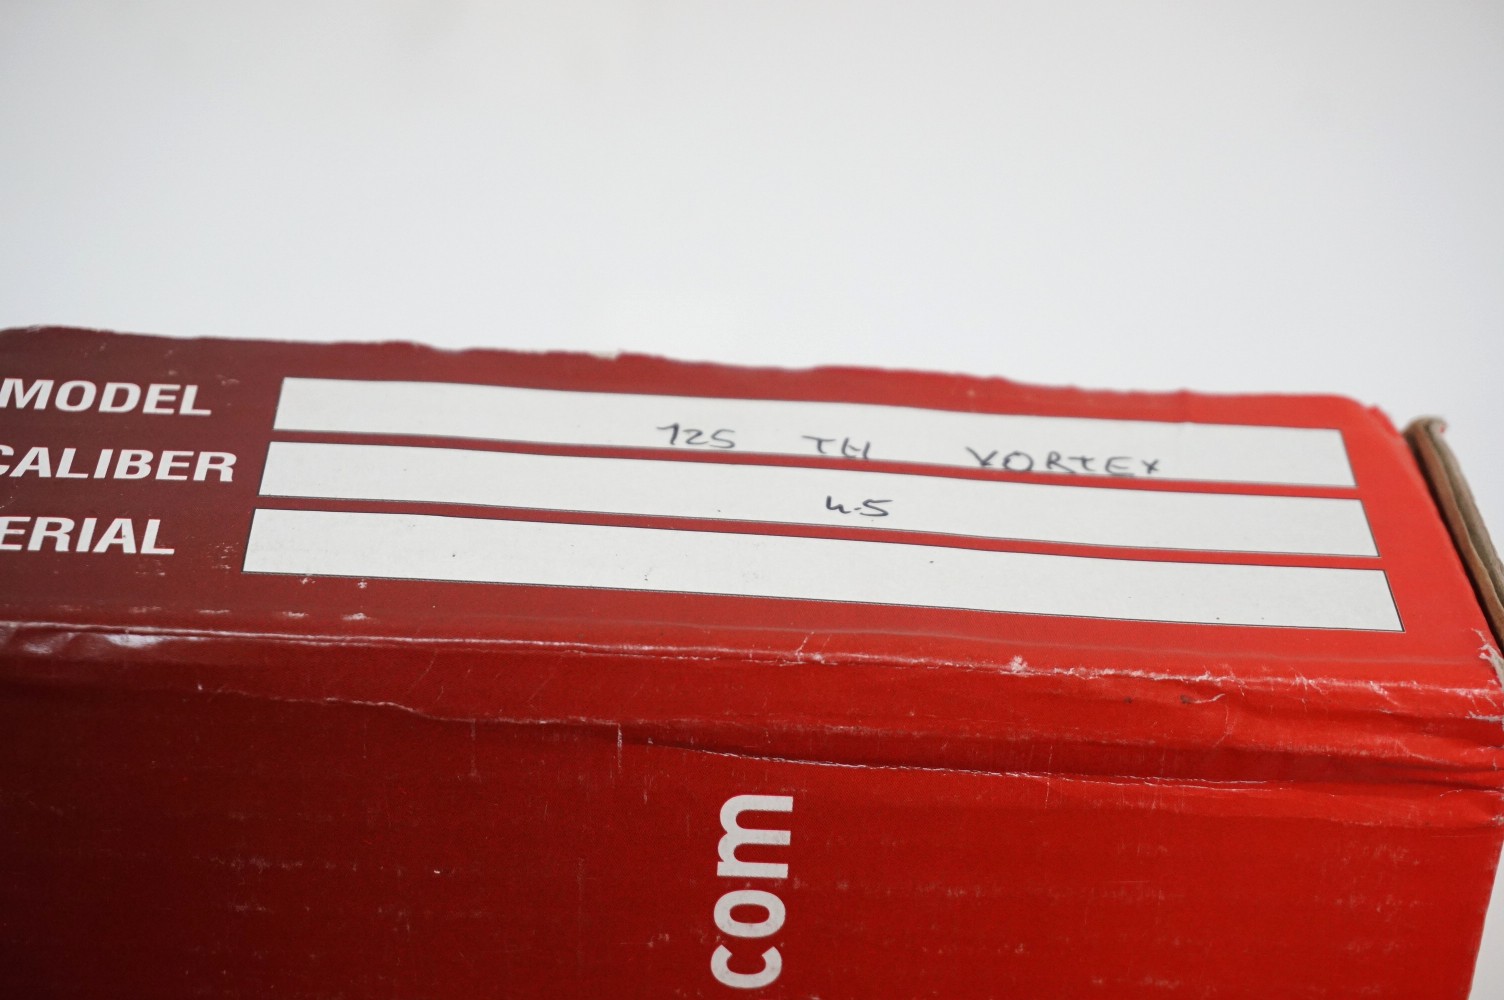 MODEL 125 TH VORTEX
CALIBER 4.5
ERIAL
com